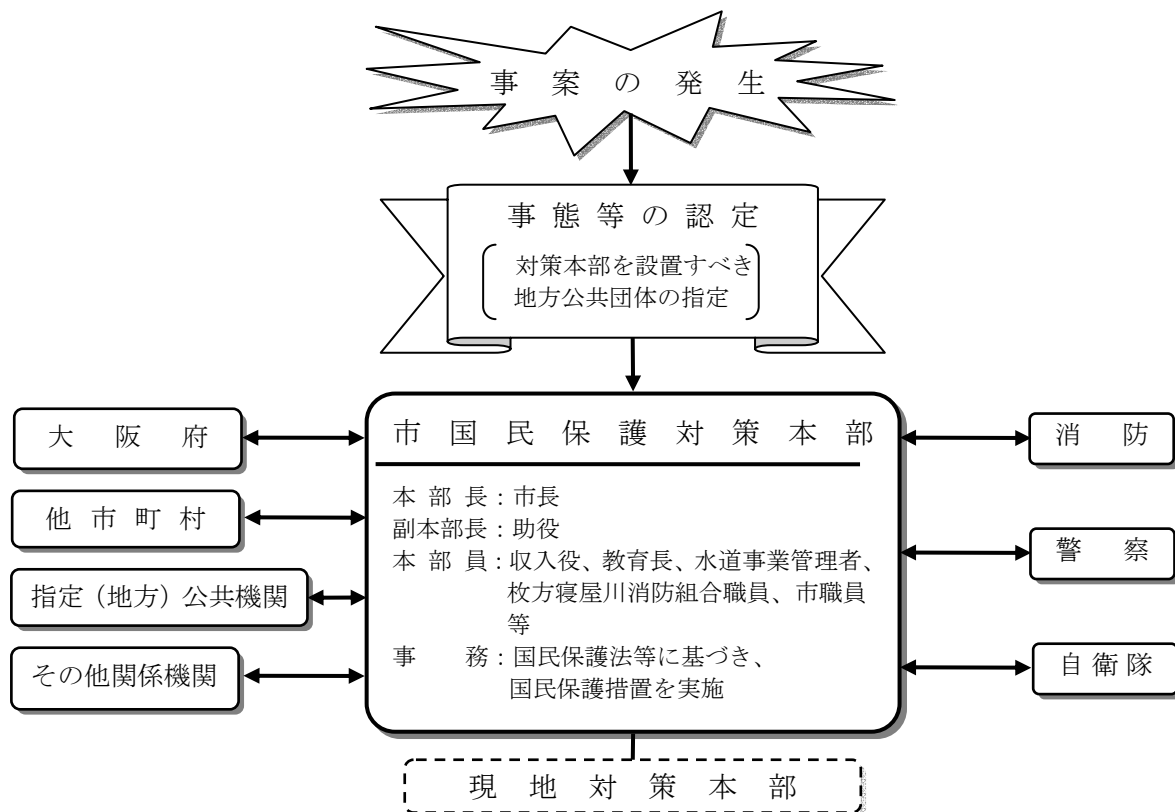 事案の発生
事態等の認定
対策本部を設置すべき
地方公共団体の指定
市国民保護対策本部
本部長：市長
副本部長：助役
本部員：収入役、教育長、水道事業管理者、
枚方寝屋川消防組合職員、市職員
等
事務：国民保護法等に基づき、
国民保護措置を実施
大阪府
他市町村
指定（地方）公共機関
その他関係機関
消防
警察
自衛隊
現地対策本部